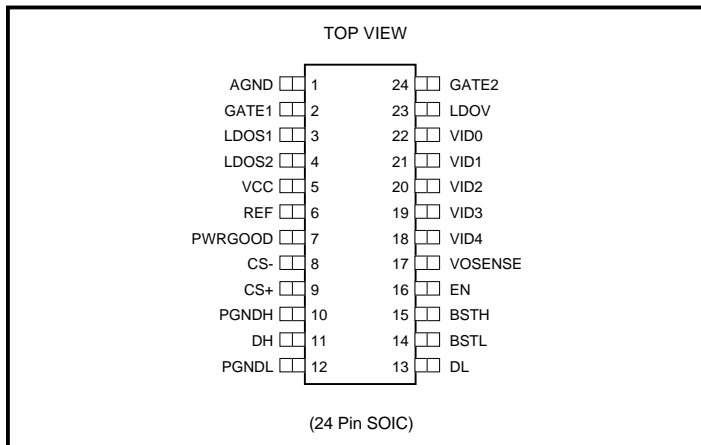 TOP VIEW
AGND 1 24 GATE2
GATE1 2 23 LDOV
LDOS1 3 22 VID0
LDOS2 4 21 VID1
VCC 5 20 VID2
REF 6 19 VID3
PWRGOOD 7 18 VID4
CS- 8 17 VOSENSE
CS+ 9 16 EN
PGNDH 10 15 BSTH
DH 11 14 BSTL
PGNDL 12 13 DL
(24 Pin SOIC)